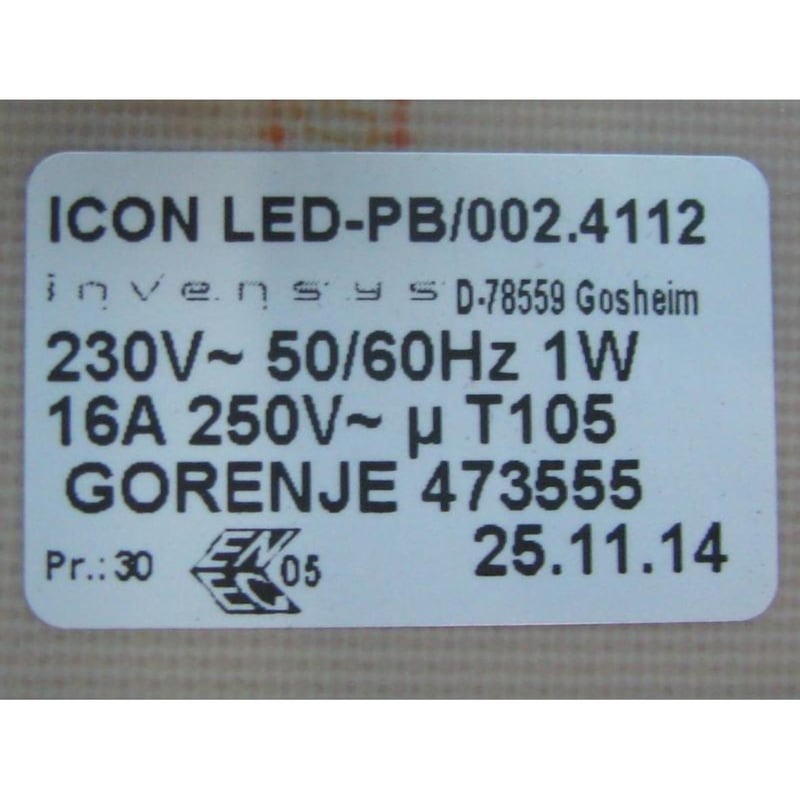 ICON LED-PB/002.4112
invensys D-78559 Gosheim
230V~ 50/60Hz 1W
16A 250V~ µ T105
GORENJE 473555
Pr.: 30 ENEC 05 25.11.14